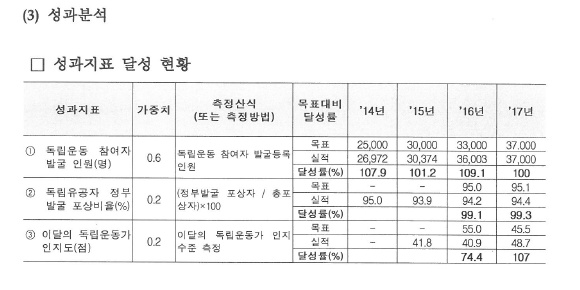 (3) 성과분석
□ 성과지표 달성 현황
성과지표 가중치 측정산식 (또는 측정방법) 목표대비 달성률 '14년 '15년 '16년 '17년
① 독립운동 참여자 발굴 인원(명) 0.6 독립운동 참여자 발굴등록 인원
목표 25,000 30,000 33,000 37.000
실적 26,972 30,374 36,003 37,000
달성률(%) 107.9 101.2 109.1 100
② 독립유공자 정부 발굴 포상비율(%) 0.2 (정부발굴 포상자 / 총포상자)×100
목표 - - 95.0 95.1
실적 95.0 93.9 94.2 94.4
달성률(%) 99.1 99.3
③ 이달의 독립운동가 인지도(점) 0.2 이달의 독립운동가 인지 수준 측정
목표 - - 55.0 45.5
실적 - 41.8 40.9 48.7
달성률(%) 74.4 107